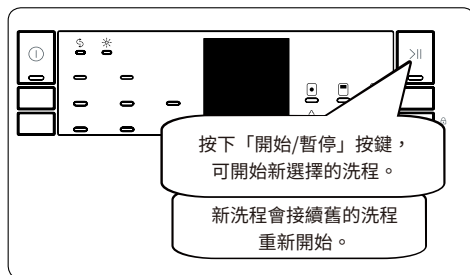 按下「開始/暫停」按鍵，
可開始新選擇的洗程。
新洗程會接續舊的洗程
重新開始。